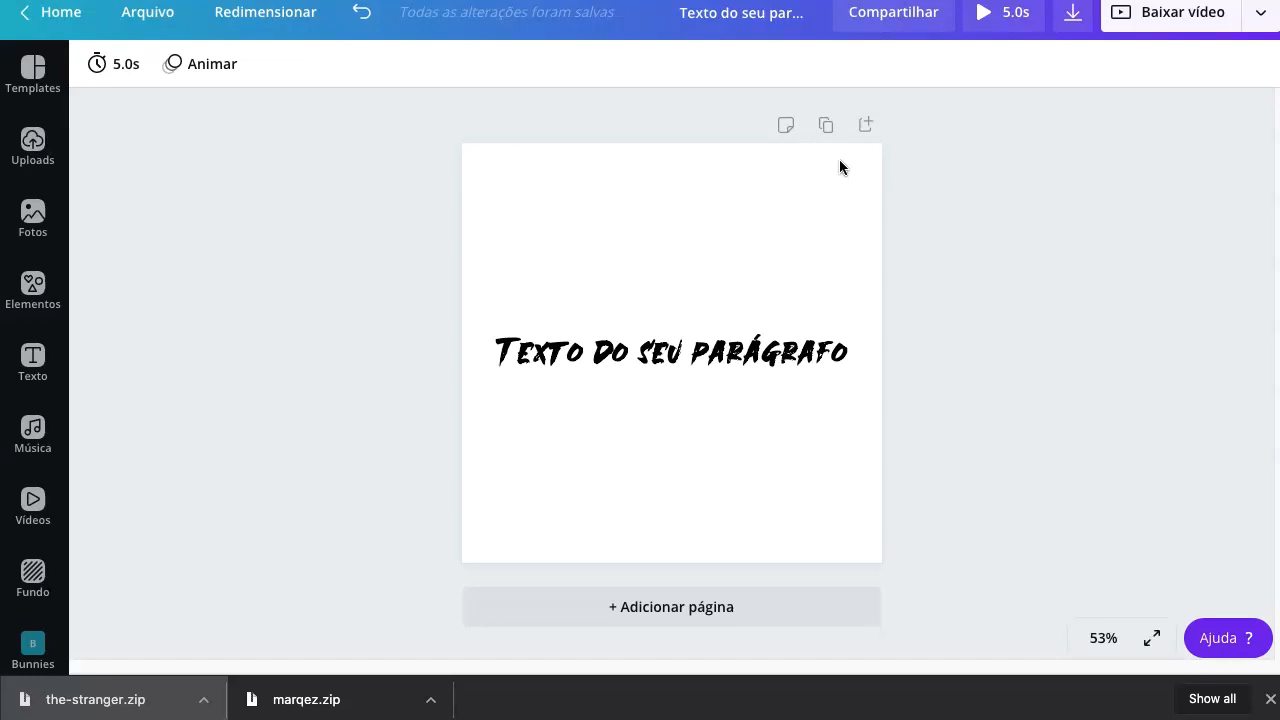 Home
Arquivo
Redimensionar
Todas as alterações foram salvas
Texto do seu par...
Compartilhar
5.0s
Baixar vídeo
5.0s
Animar
Templates
Uploads
Fotos
Elementos
Texto
Música
Vídeos
Fundo
B
Bunnies
Texto do seu parágrafo
+ Adicionar página
53%
Ajuda ?
the-stranger.zip
marqez.zip
Show all